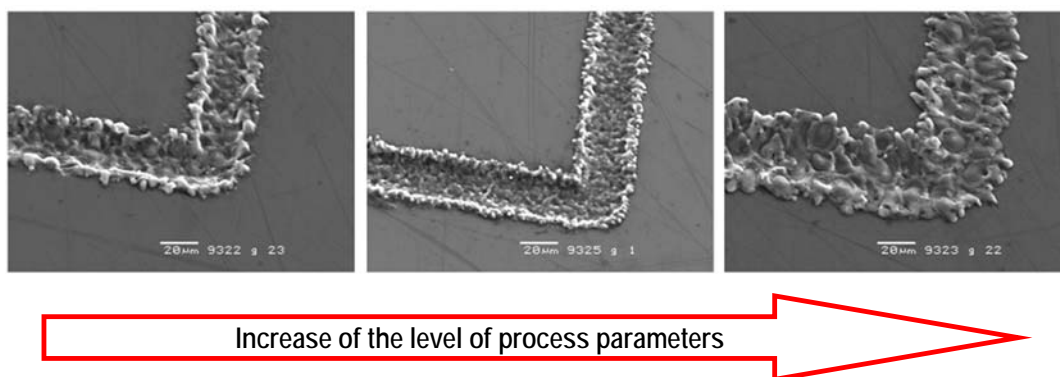 20µm 9322 g 23
20µm 9325 g 1
20µm 9323 g 22
Increase of the level of process parameters